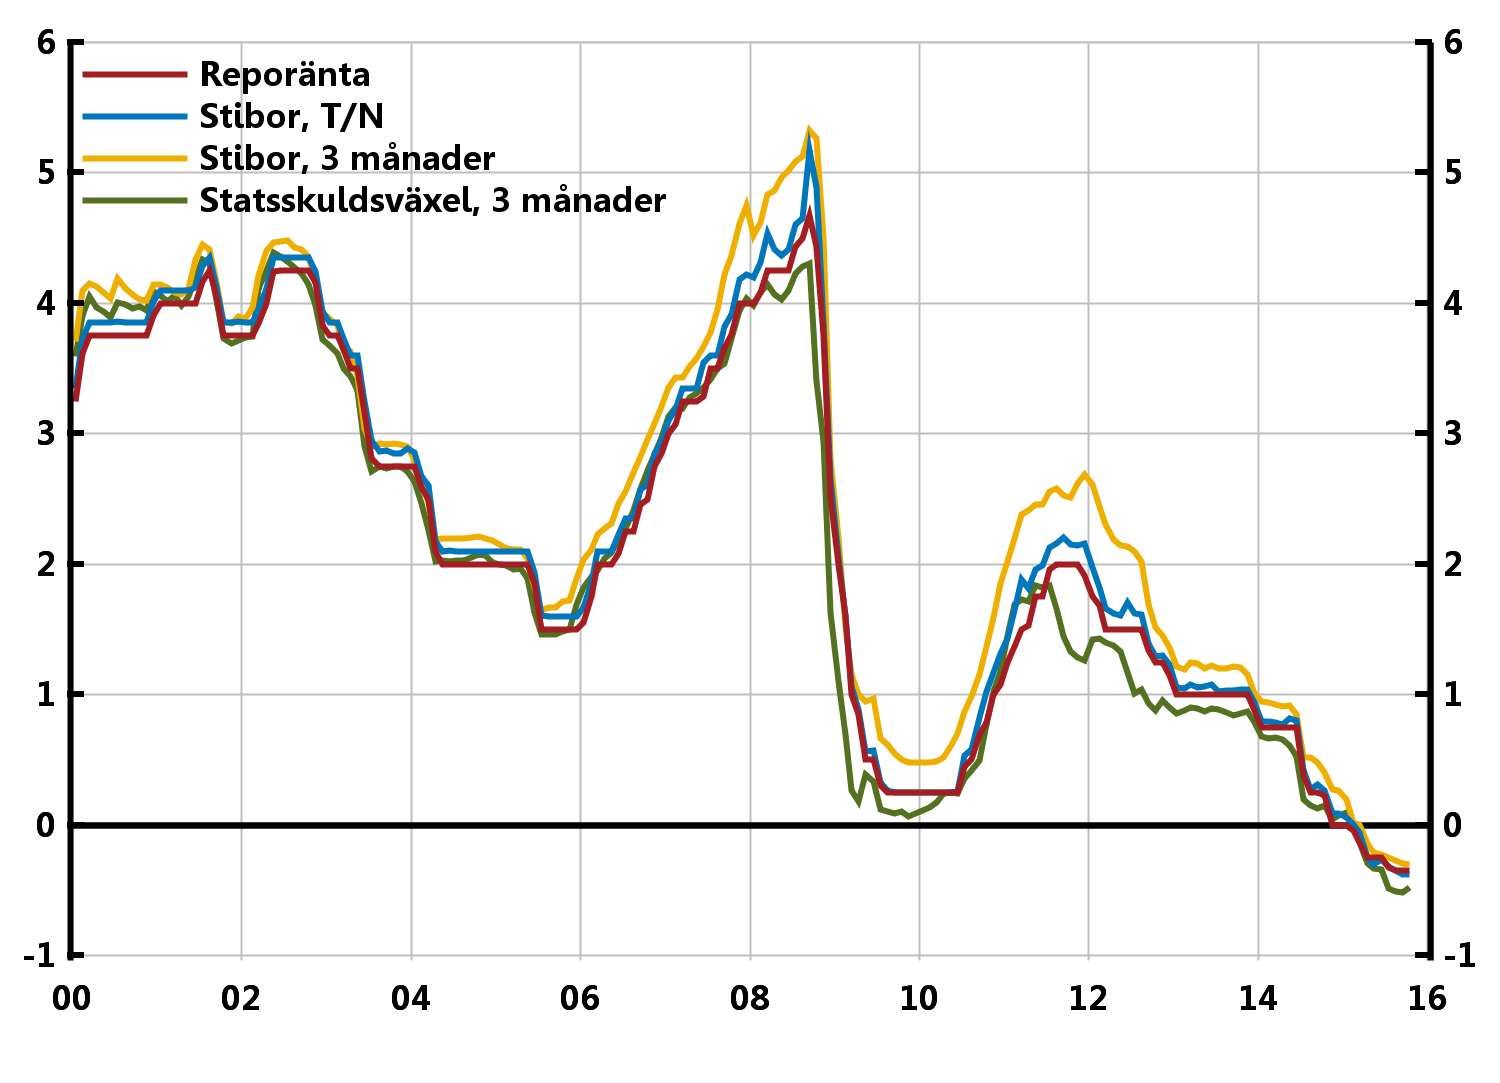 6 6
Reporänta
Stibor, T/N
Stibor, 3 månader
5 5
Statsskuldsväxel, 3 månader
4 4
3 3
2 2
1 1
0 0
-1 -1
00 02 04 06 08 10 12 14 16